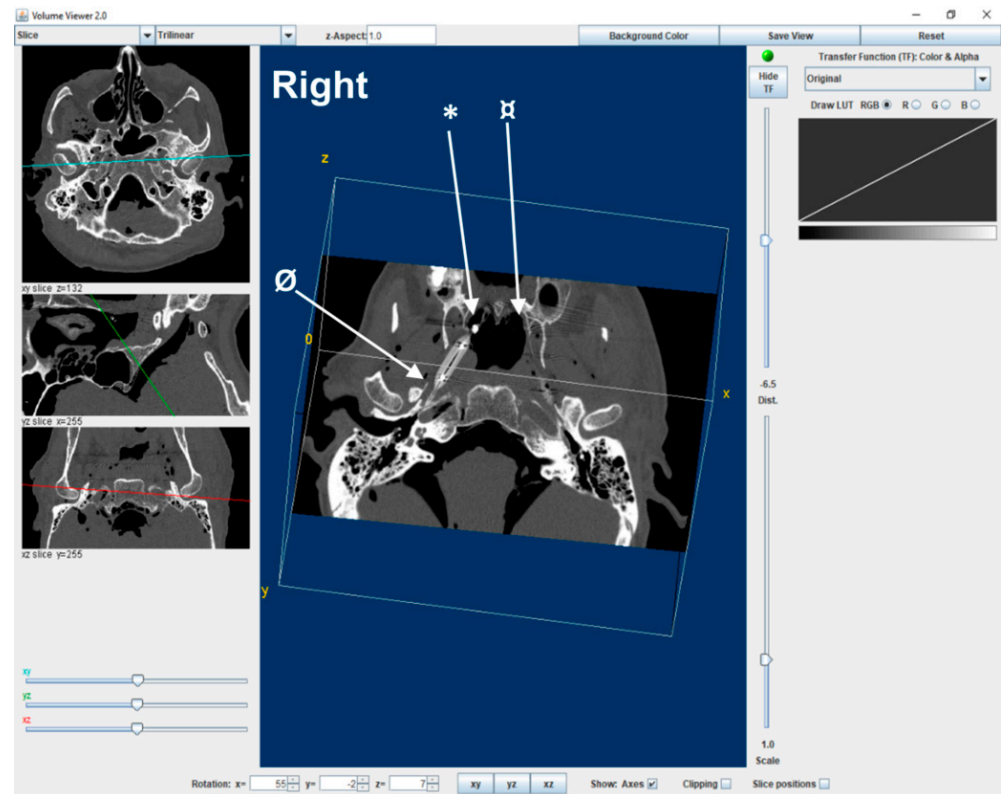 Volume Viewer 2.0
Slice Trilinear z-Aspect: 1.0 Background Color Save View Reset
Transfer Function (TF): Color & Alpha
Hide
TF
Original
Draw LUT RGB R G B
Right
* ¤
z
Ø
xy slice z=132
0
x
-6.5
Dist.
yz slice x=255
xz slice y=255
y
xy
yz
xz
1.0
Scale
Rotation: x= 55 y= -2 z= 7 xy yz xz Show: Axes Clipping Slice positions